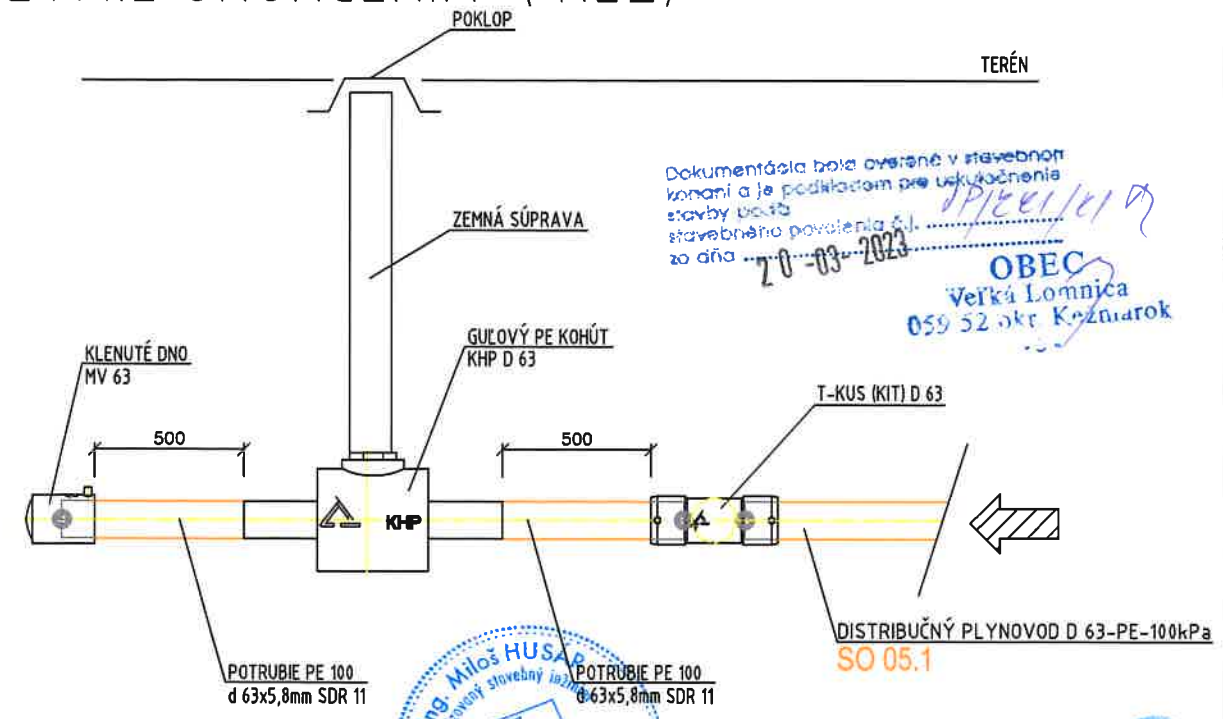 POKLOP
TERÉN
Dokumentácia bola overená v stavebnom
konaní a je podkladom pre uskutočnenie
stavby podľa
stavebného povolenia č.j.
zo dňa
20 -03- 2023
OBEC
Veľká Lomnica
059 52 okr. Kežmarok
ZEMNÁ SÚPRAVA
GUĽOVÝ PE KOHÚT
KHP D 63
KLENUTÉ DNO
MV 63
T-KUS (KIT) D 63
500
500
KHP
DISTRIBUČNÝ PLYNOVOD D 63-PE-100kPa
SO 05.1
POTRUBIE PE 100
d 63x5,8mm SDR 11
POTRUBIE PE 100
d 63x5,8mm SDR 11
Ing. Miloš HUSÁR
stavebný